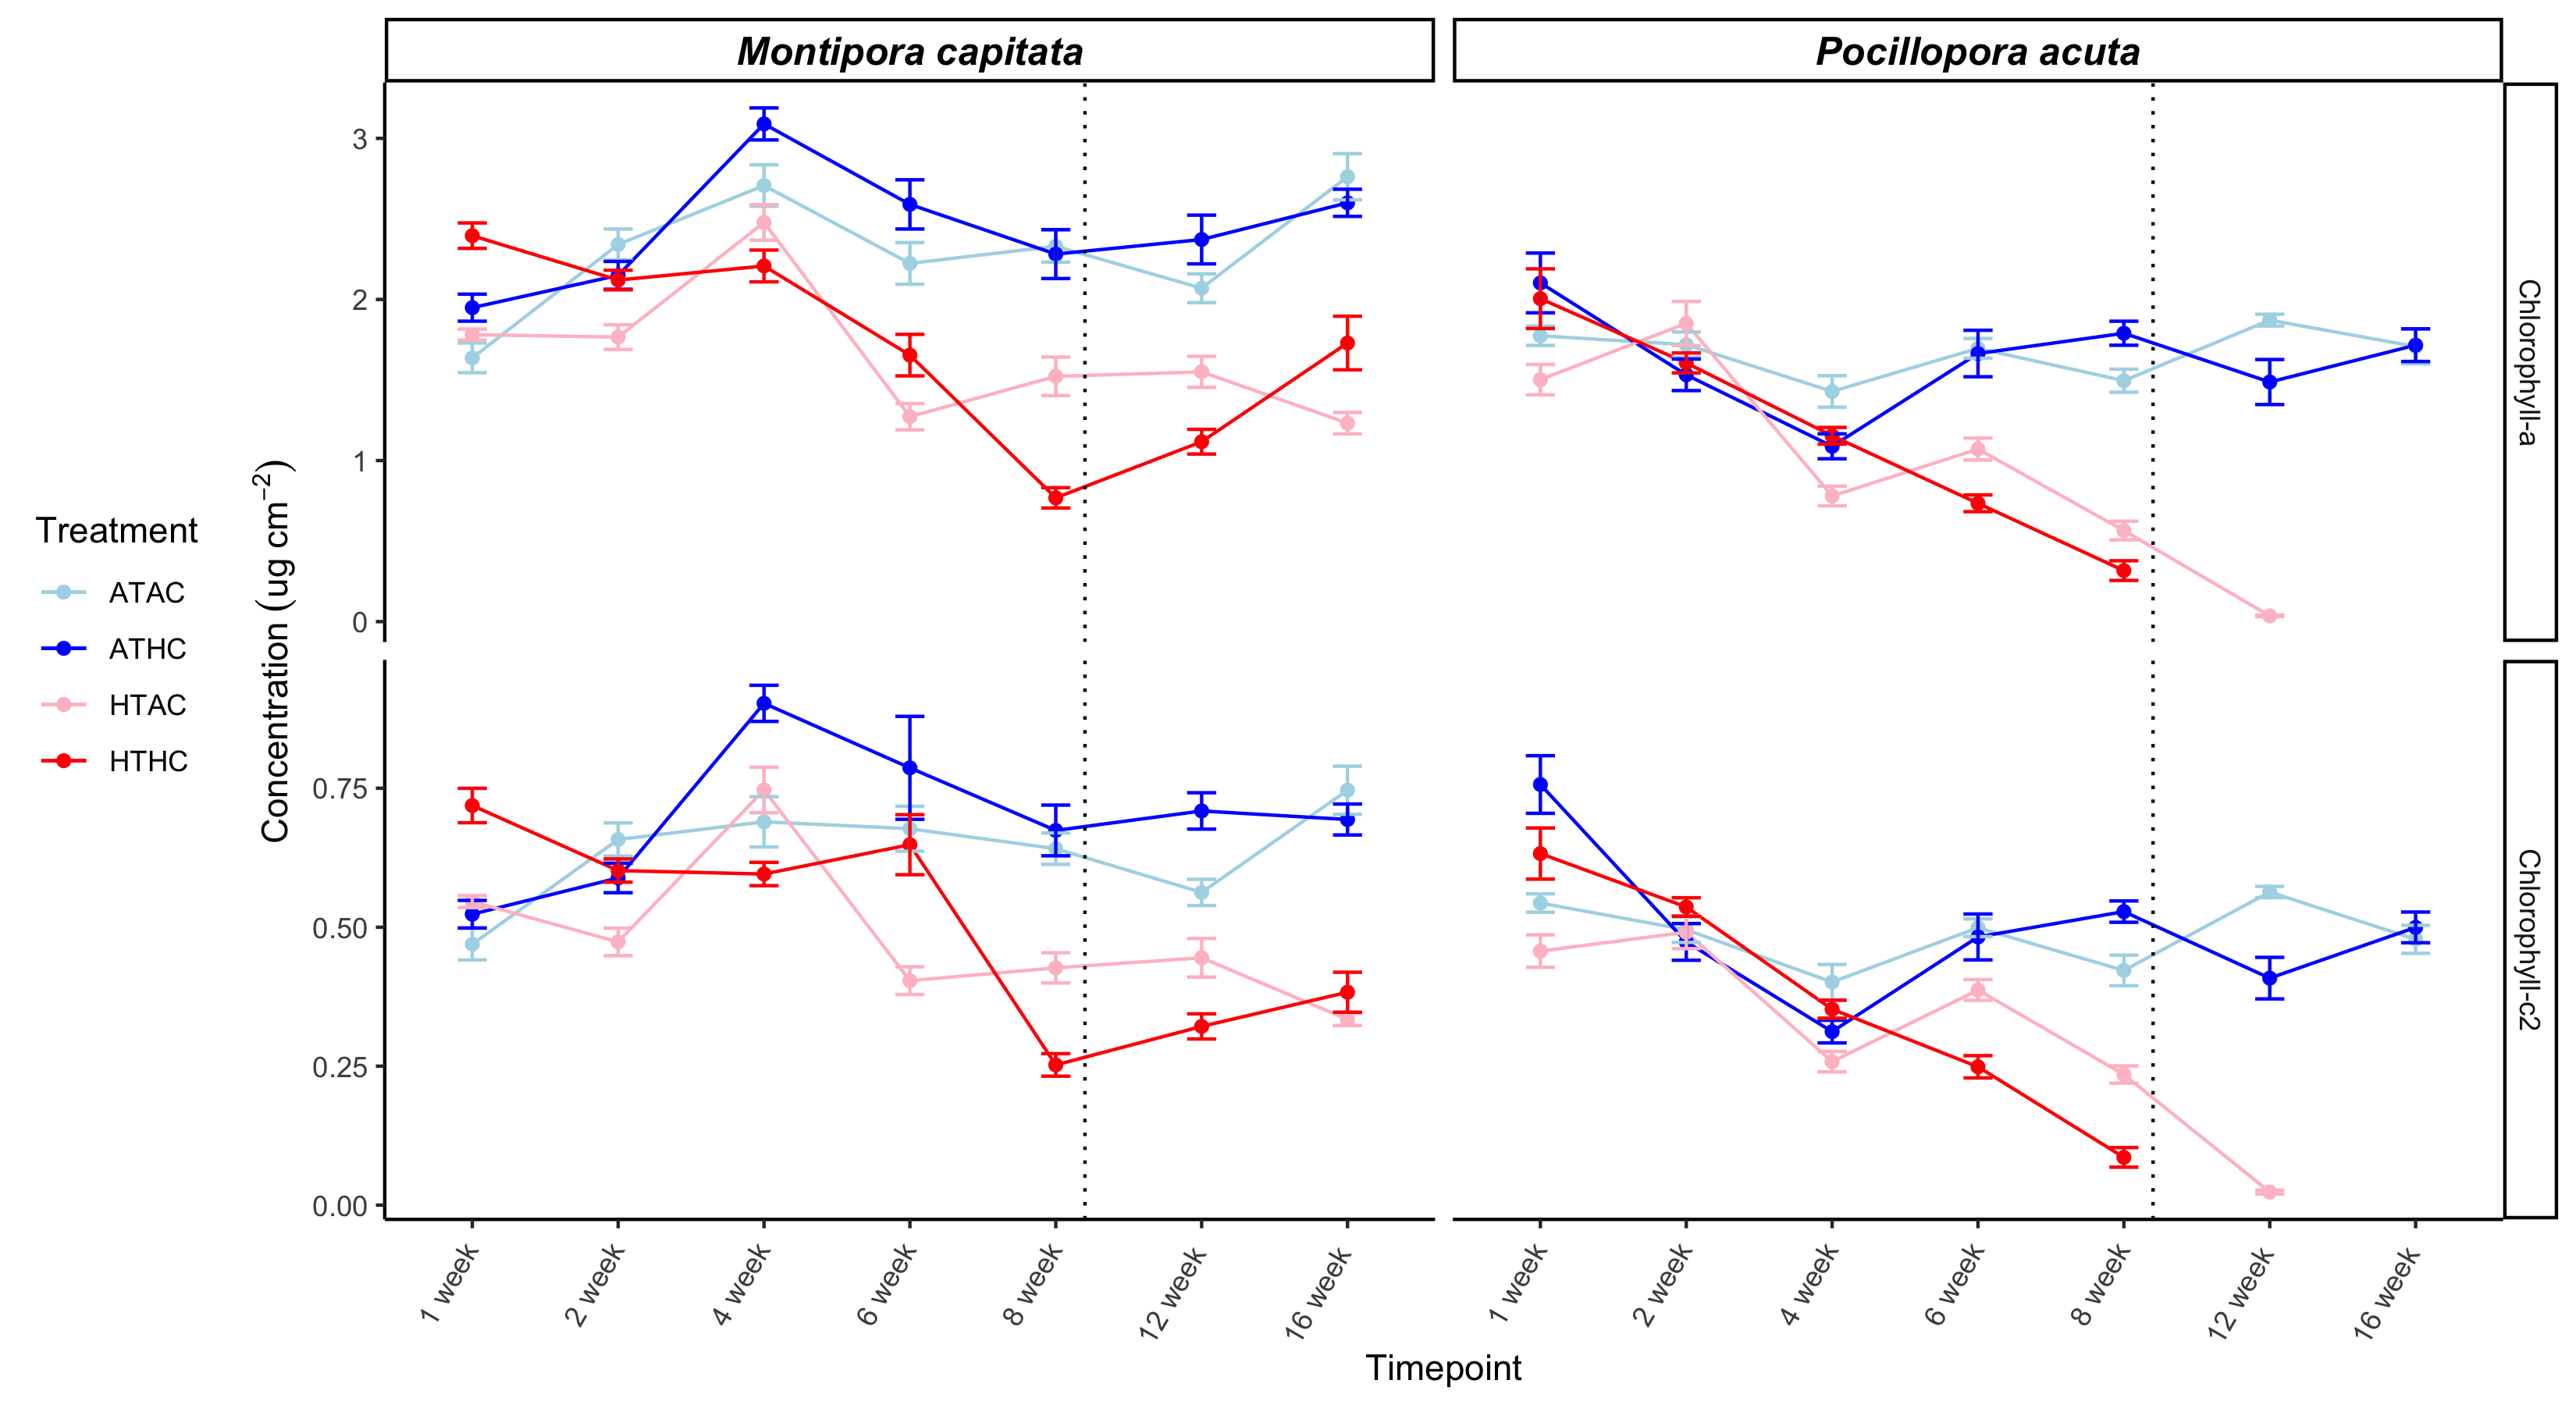 Montipora capitata
Pocillopora acuta
Chlorophyll-a
Chlorophyll-c2
Concentration (ug cm⁻²)
3
2
1
0
0.75
0.50
0.25
0.00
Treatment
ATAC
ATHC
HTAC
HTHC
1 week
2 week
4 week
6 week
8 week
12 week
16 week
1 week
2 week
4 week
6 week
8 week
12 week
16 week
Timepoint